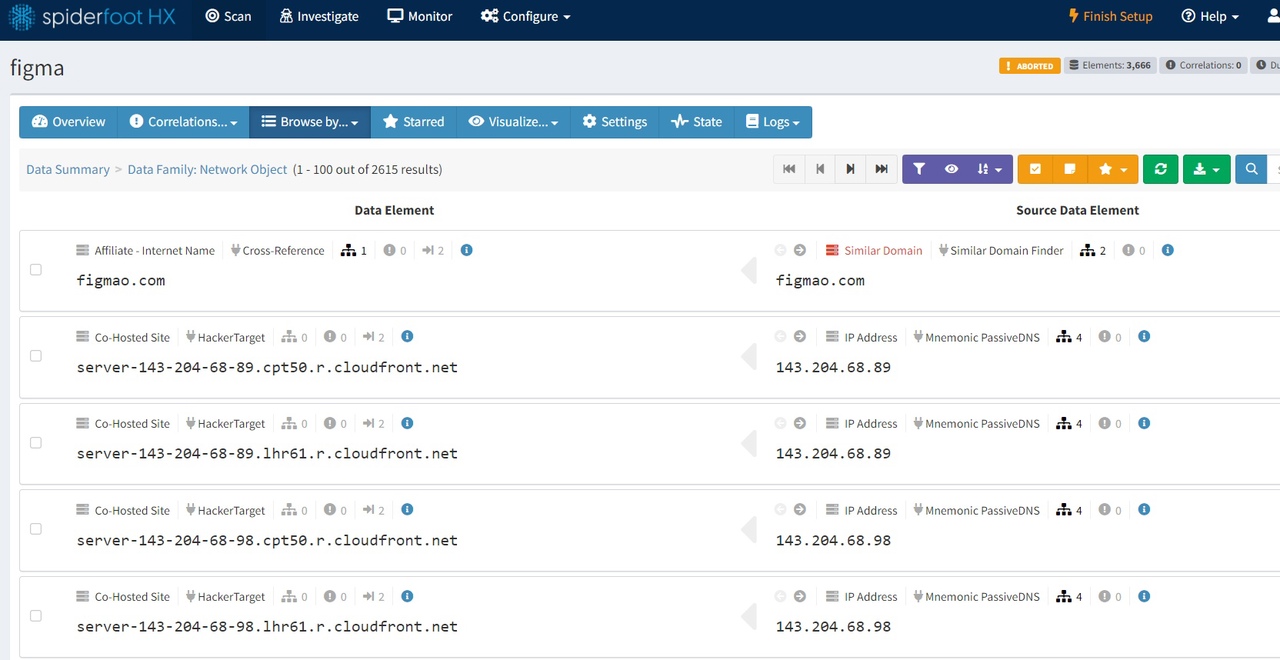 spiderfoot HX Scan Investigate Monitor Configure Finish Setup Help
figma ABORTED Elements: 3,666 Correlations: 0 Du
Overview Correlations... Browse by... Starred Visualize... Settings State Logs
Data Summary > Data Family: Network Object (1 - 100 out of 2615 results)
Data Element Source Data Element
Affiliate - Internet Name Cross-Reference 1 0 2 Similar Domain Similar Domain Finder 2 0
figmao.com figmao.com
Co-Hosted Site HackerTarget 0 0 2 IP Address Mnemonic PassiveDNS 4 0
server-143-204-68-89.cpt50.r.cloudfront.net 143.204.68.89
Co-Hosted Site HackerTarget 0 0 2 IP Address Mnemonic PassiveDNS 4 0
server-143-204-68-89.lhr61.r.cloudfront.net 143.204.68.89
Co-Hosted Site HackerTarget 0 0 2 IP Address Mnemonic PassiveDNS 4 0
server-143-204-68-98.cpt50.r.cloudfront.net 143.204.68.98
Co-Hosted Site HackerTarget 0 0 2 IP Address Mnemonic PassiveDNS 4 0
server-143-204-68-98.lhr61.r.cloudfront.net 143.204.68.98